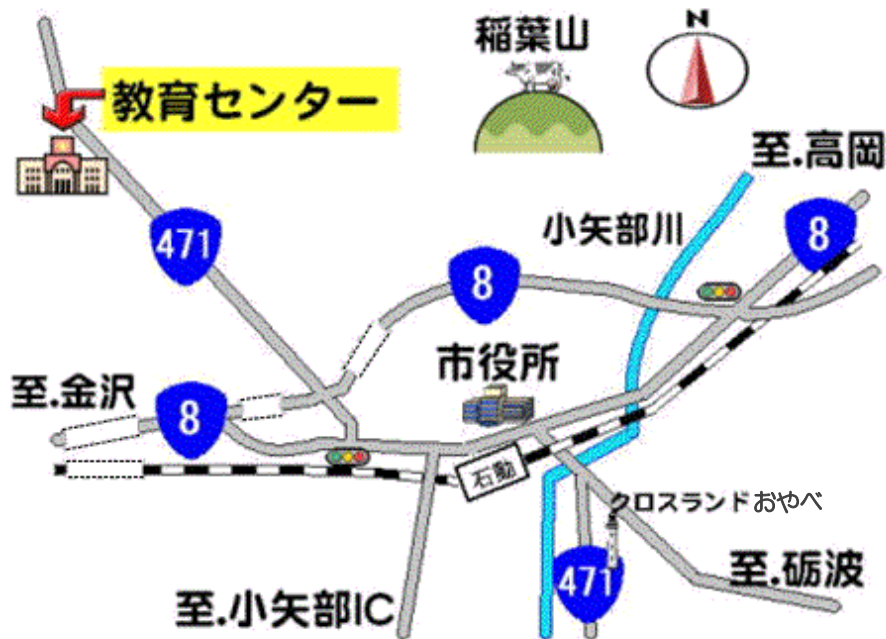 稲葉山
N
教育センター
至.高岡
小矢部川
8
471
8
市役所
至.金沢
8
石動
クロスランドおやべ
471
至.砺波
至.小矢部IC